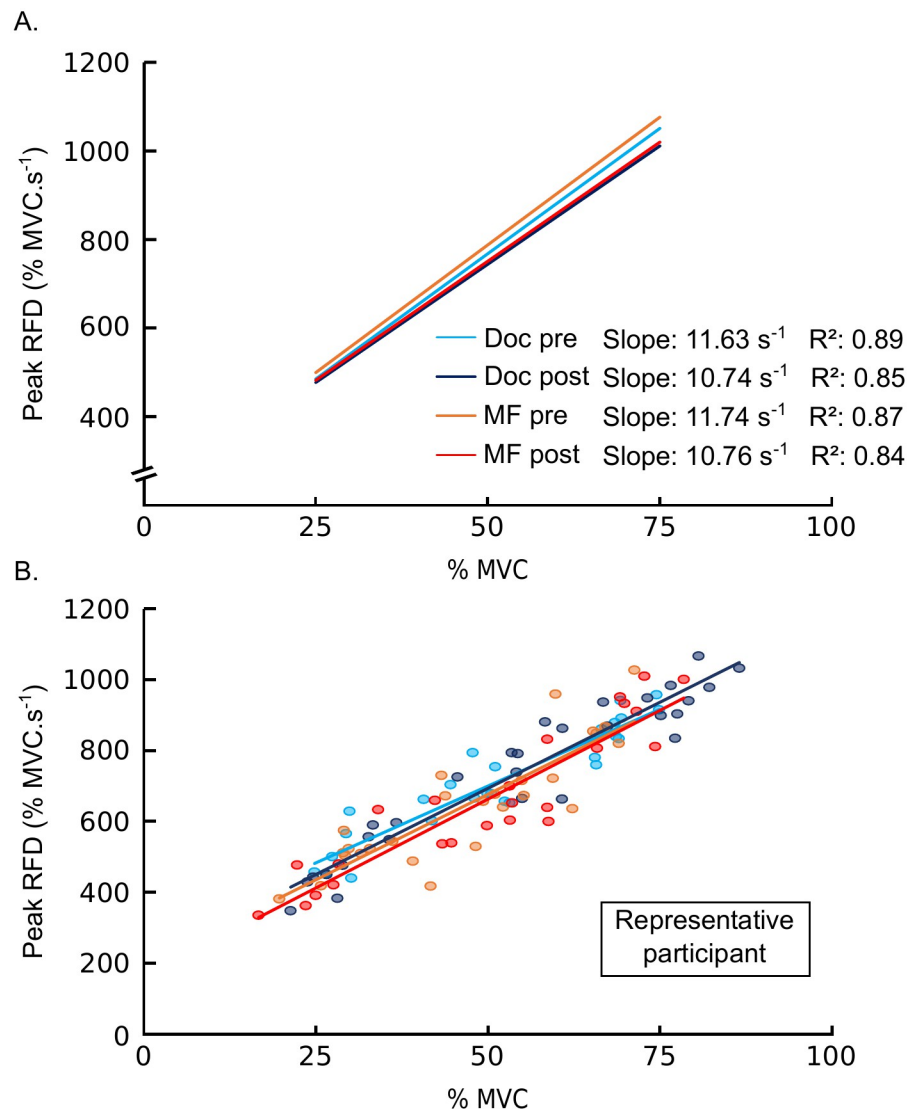 A.
1200
1000
800
600
400
Peak RFD (% MVC.s⁻¹)
Doc pre Slope: 11.63 s⁻¹ R²: 0.89
Doc post Slope: 10.74 s⁻¹ R²: 0.85
MF pre Slope: 11.74 s⁻¹ R²: 0.87
MF post Slope: 10.76 s⁻¹ R²: 0.84
0 25 50 75 100
% MVC
B.
1200
1000
800
600
400
200
0
Peak RFD (% MVC.s⁻¹)
Representative
participant
0 25 50 75 100
% MVC